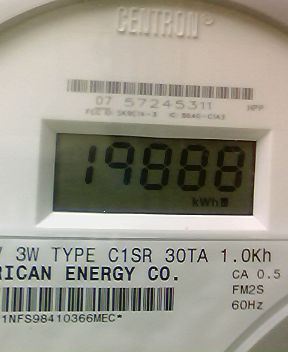 CENTRON®
07 57245311 HPP
19888
kWh
3W TYPE C1SR 30TA 1.0Kh
RICAN ENERGY CO. CA 0.5
FM2S
60Hz
1NFS98410366MEC*